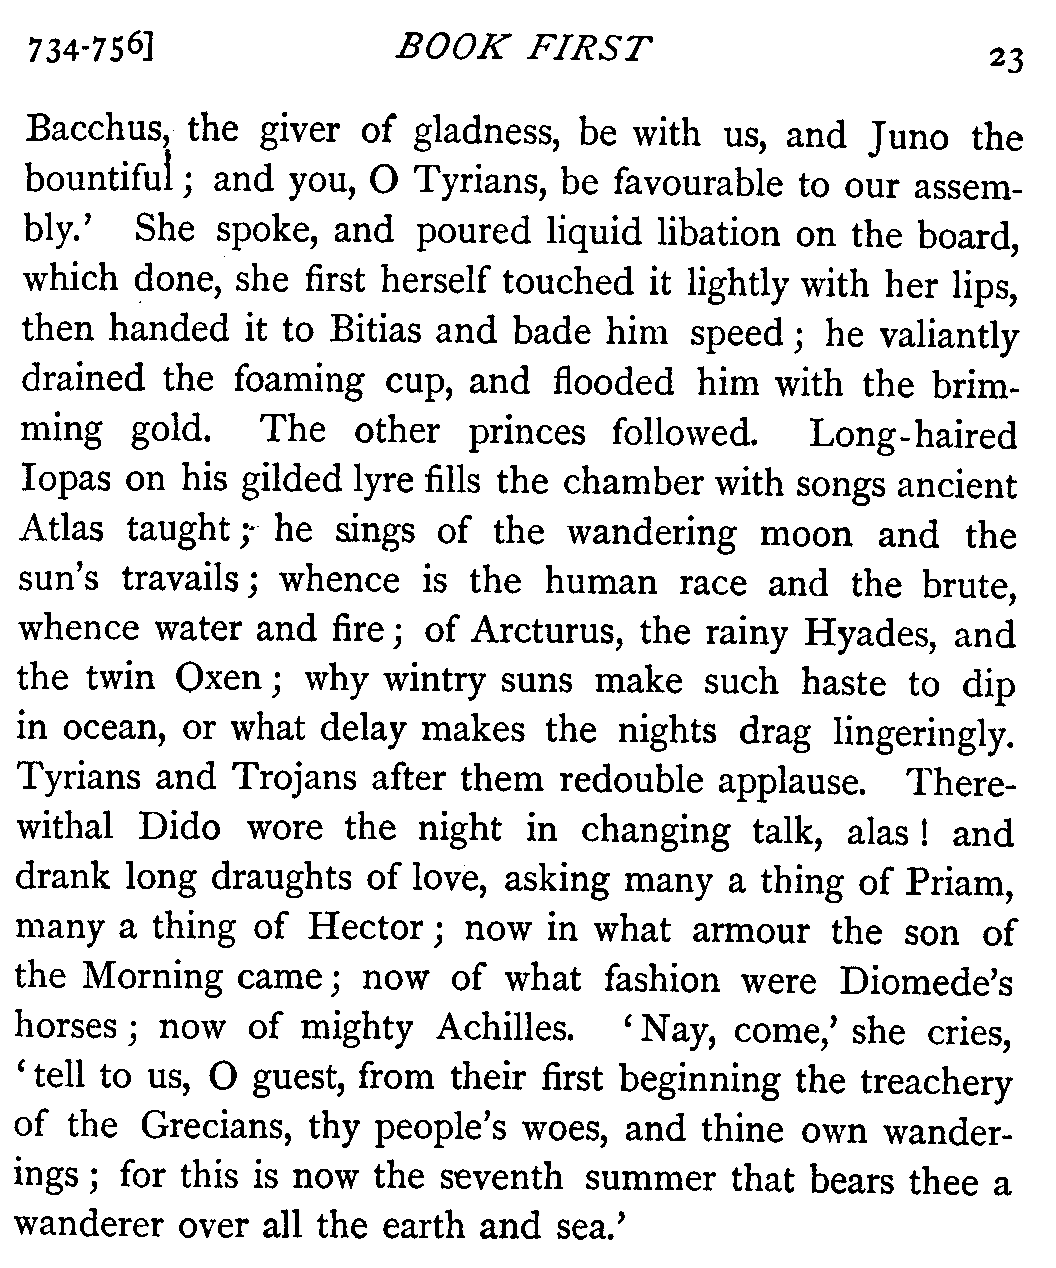 734-756] BOOK FIRST 23
Bacchus, the giver of gladness, be with us, and Juno the
bountiful ; and you, O Tyrians, be favourable to our assem-
bly.' She spoke, and poured liquid libation on the board,
which done, she first herself touched it lightly with her lips,
then handed it to Bitias and bade him speed ; he valiantly
drained the foaming cup, and flooded him with the brim-
ming gold. The other princes followed. Long-haired
Iopas on his gilded lyre fills the chamber with songs ancient
Atlas taught ; he sings of the wandering moon and the
sun's travails ; whence is the human race and the brute,
whence water and fire ; of Arcturus, the rainy Hyades, and
the twin Oxen ; why wintry suns make such haste to dip
in ocean, or what delay makes the nights drag lingeringly.
Tyrians and Trojans after them redouble applause. There-
withal Dido wore the night in changing talk, alas ! and
drank long draughts of love, asking many a thing of Priam,
many a thing of Hector ; now in what armour the son of
the Morning came ; now of what fashion were Diomede's
horses ; now of mighty Achilles. 'Nay, come,' she cries,
'tell to us, O guest, from their first beginning the treachery
of the Grecians, thy people's woes, and thine own wander-
ings ; for this is now the seventh summer that bears thee a
wanderer over all the earth and sea.'